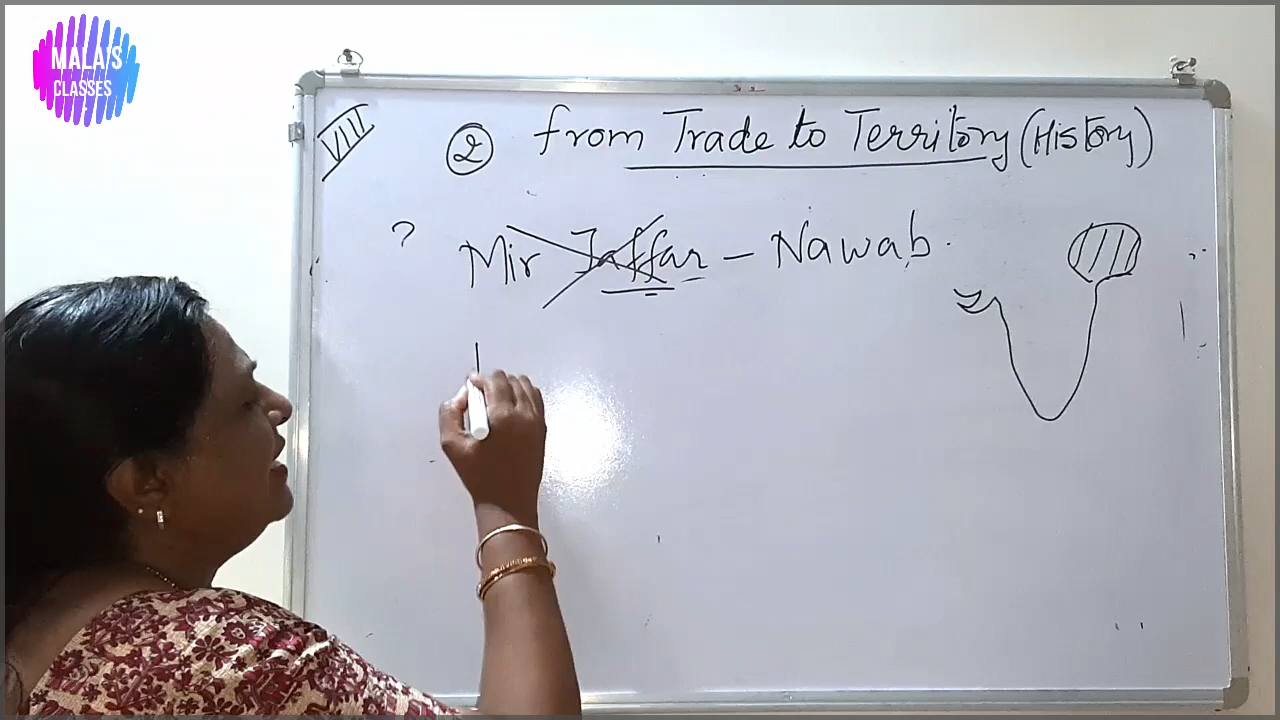 MALA'S
CLASSES
VIII
2 from Trade to Territory (History)
? Mir Jaffar - Nawab.